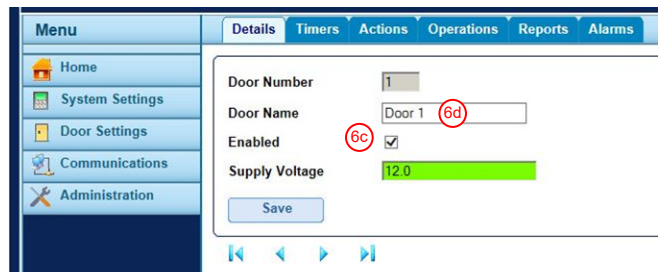 Menu
Home
System Settings
Door Settings
Communications
Administration
Details Timers Actions Operations Reports Alarms
Door Number 1
Door Name Door 1 6d
Enabled 6c
Supply Voltage 12.0
Save